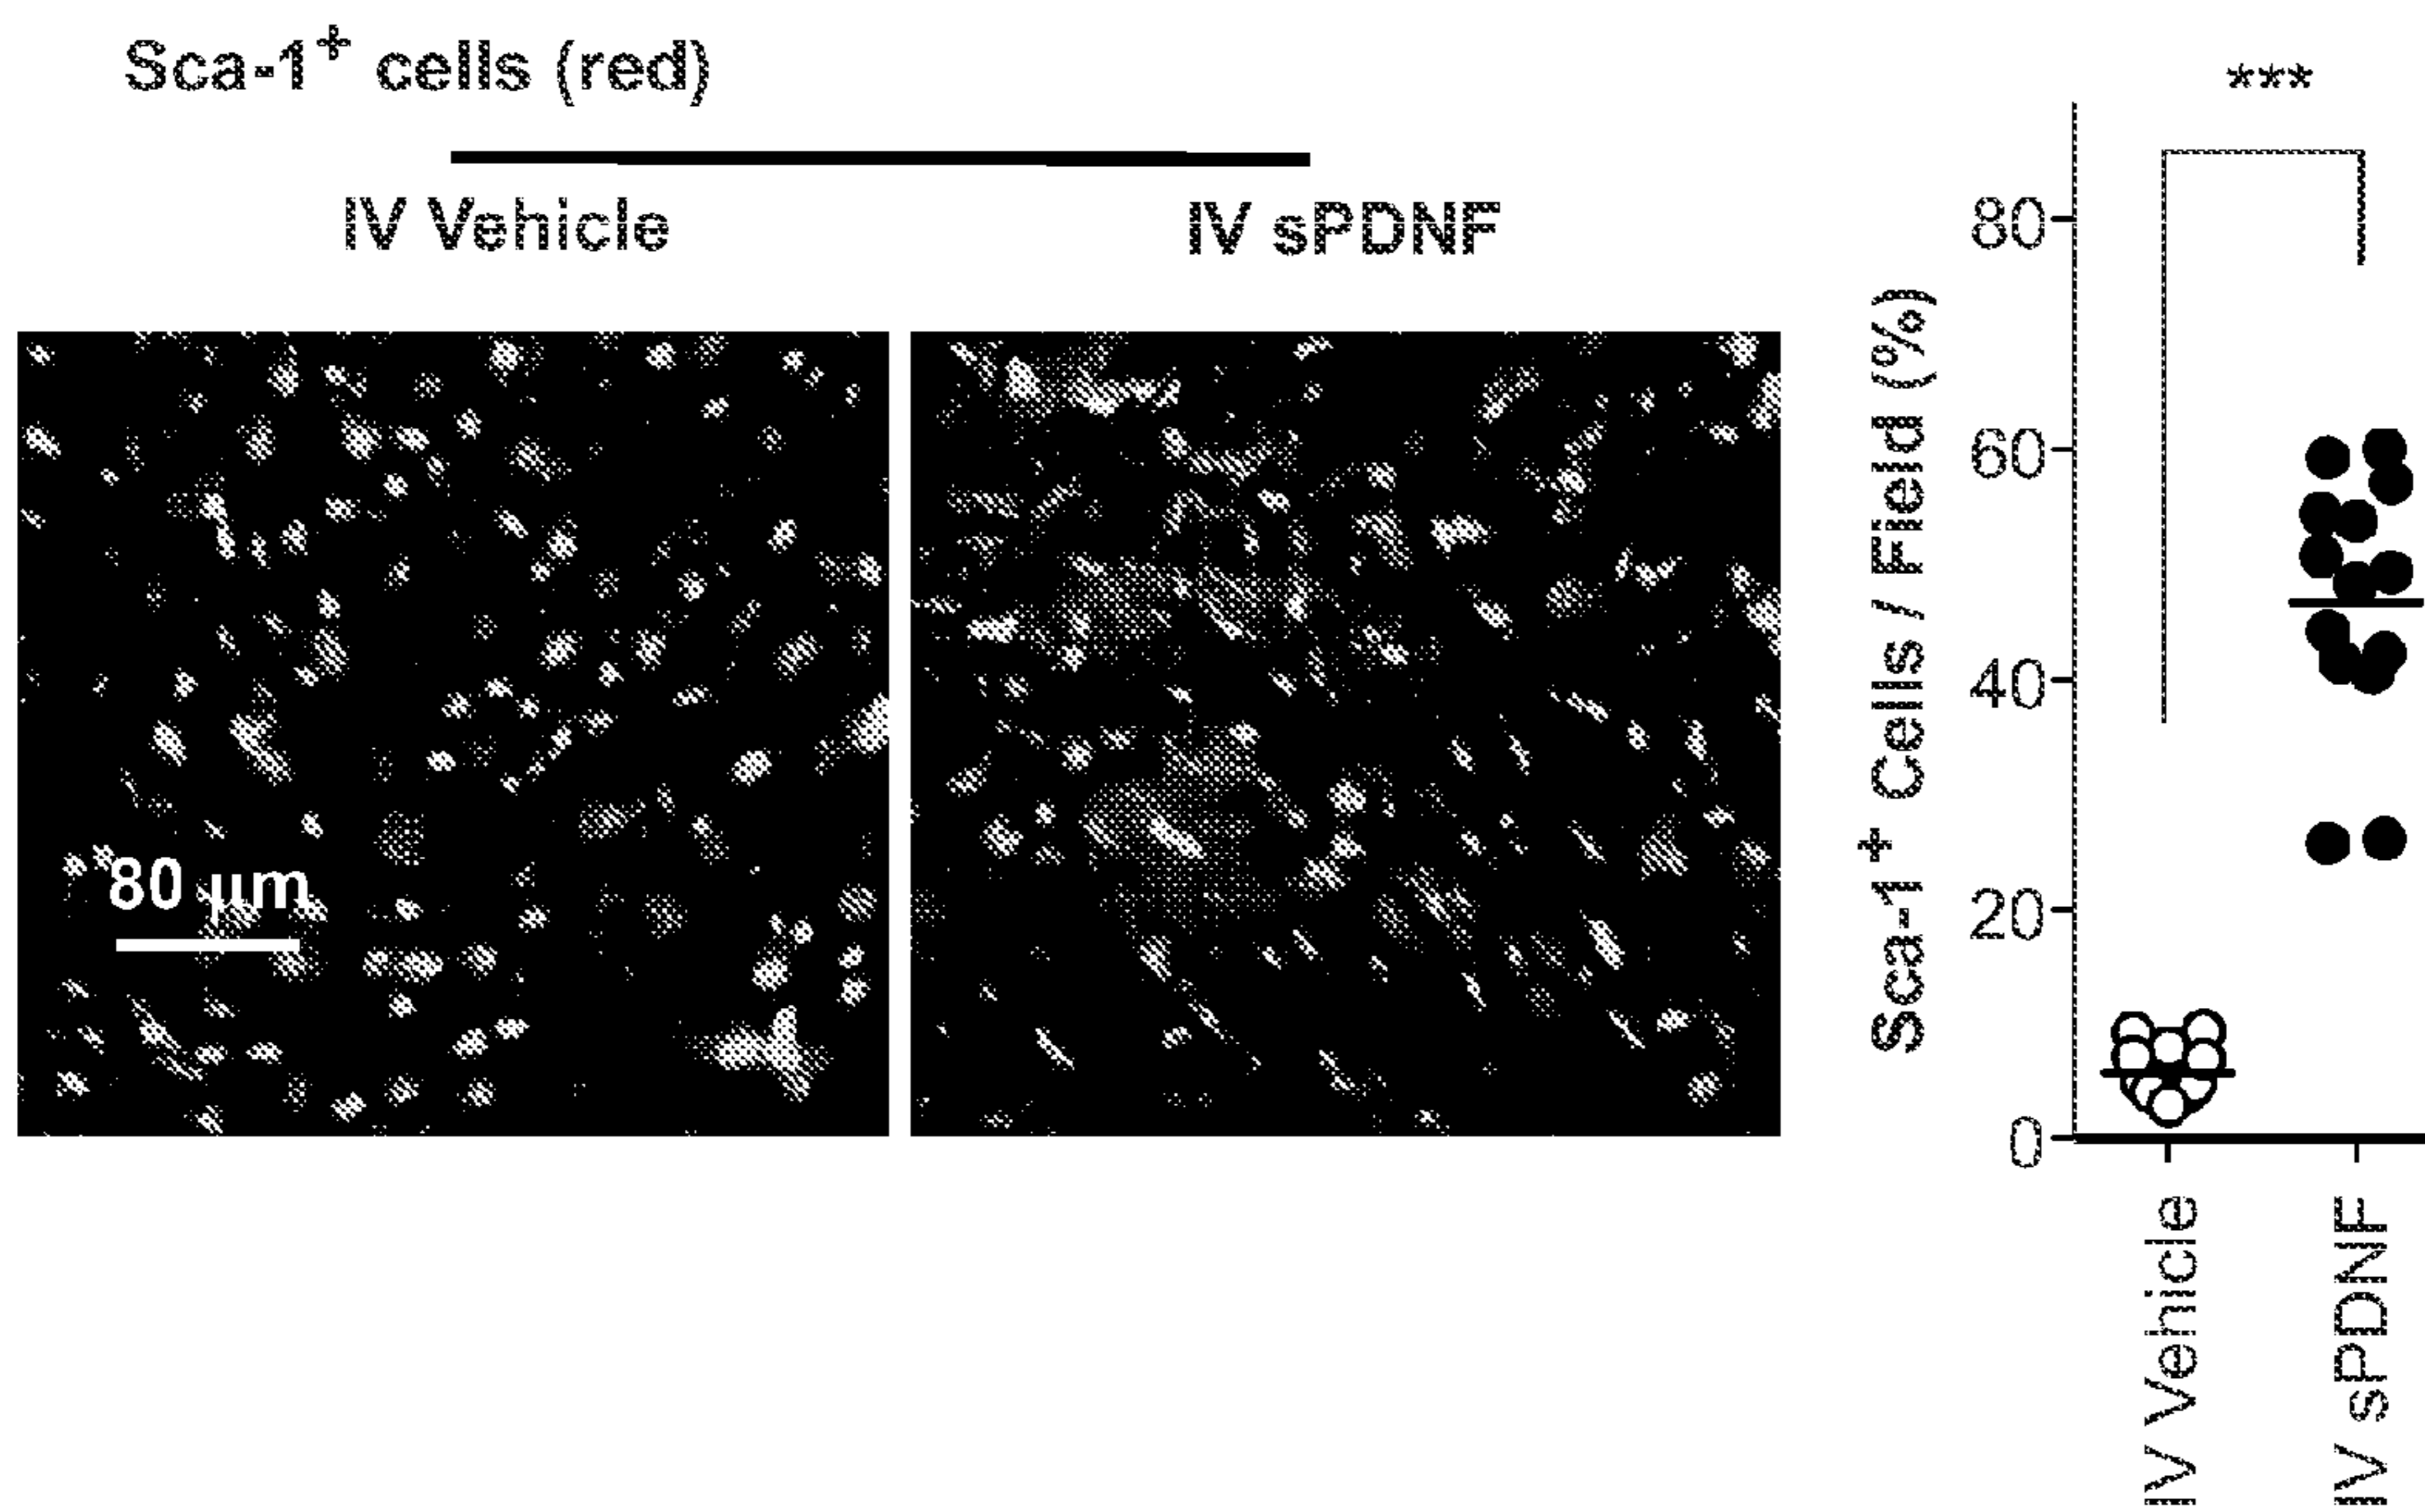 Sca-1⁺ cells (red)
IV Vehicle
IV sPDNF
80 μm
Sca-1⁺ Cells / Field (%)
***
80
60
40
20
0
IV Vehicle
IV sPDNF